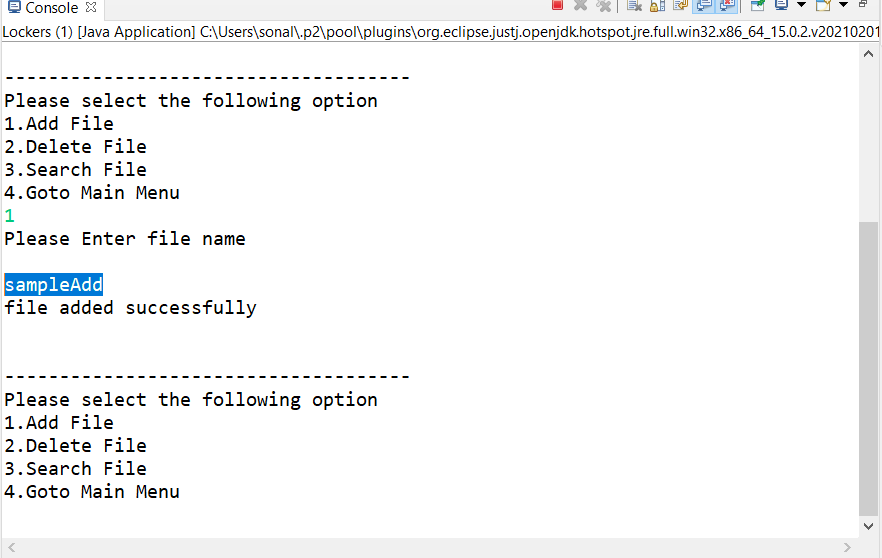 Console
Lockers (1) [Java Application] C:\Users\sonal\.p2\pool\plugins\org.eclipse.justj.openjdk.hotspot.jre.full.win32.x86_64_15.0.2.v20210201
-------------------------------------
Please select the following option
1.Add File
2.Delete File
3.Search File
4.Goto Main Menu
1
Please Enter file name
sampleAdd
file added successfully
-------------------------------------
Please select the following option
1.Add File
2.Delete File
3.Search File
4.Goto Main Menu